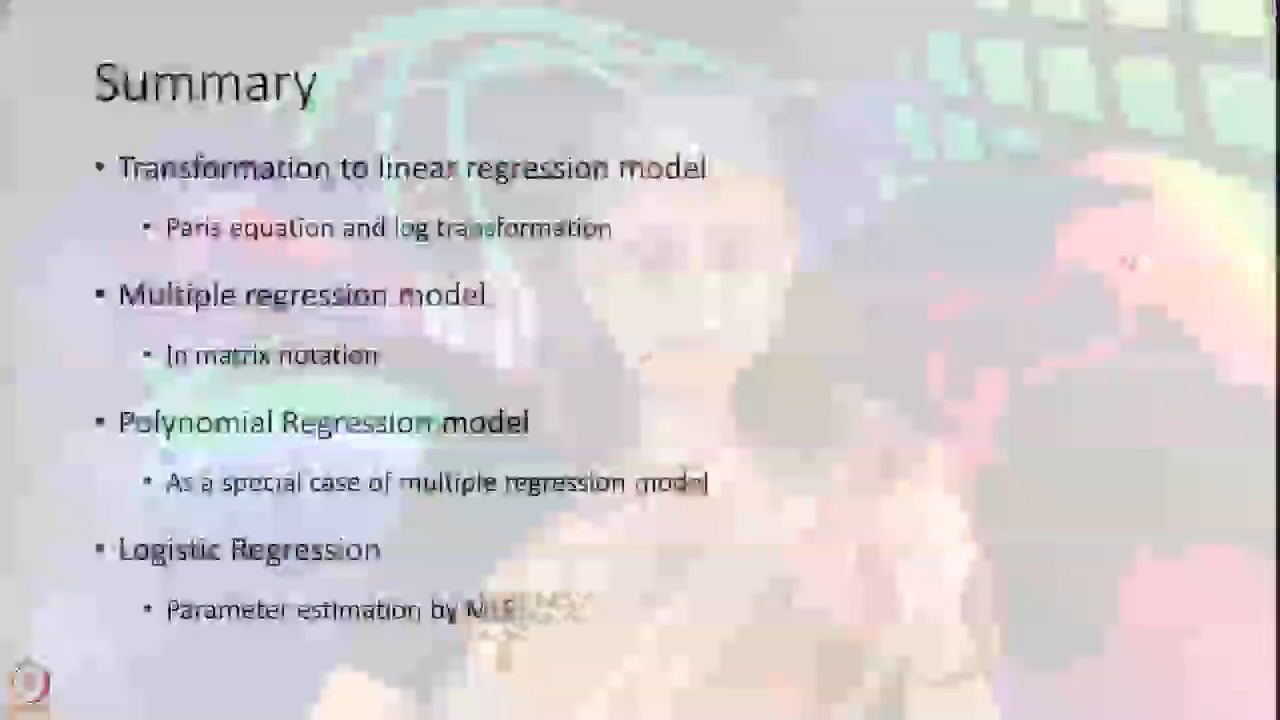 Summary
• Transformation to linear regression model
• Paris equation and log transformation
• Multiple regression model
• In matrix notation
• Polynomial Regression model
• As a special case of multiple regression model
• Logistic Regression
• Parameter estimation by MLE